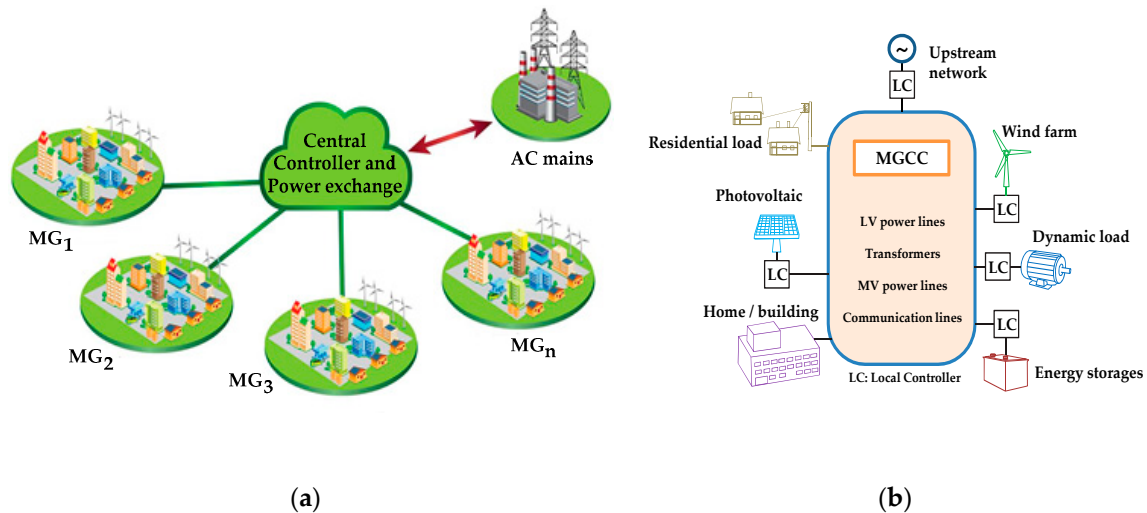 Central
Controller and
Power exchange
AC mains
MG1
MG2
MG3
MGn
(a)
~
Upstream
network
LC
Residential load
MGCC
Wind farm
LC
Photovoltaic
LC
LV power lines
Transformers
MV power lines
Communication lines
Dynamic load
LC
Home / building
LC
Energy storages
LC: Local Controller
(b)